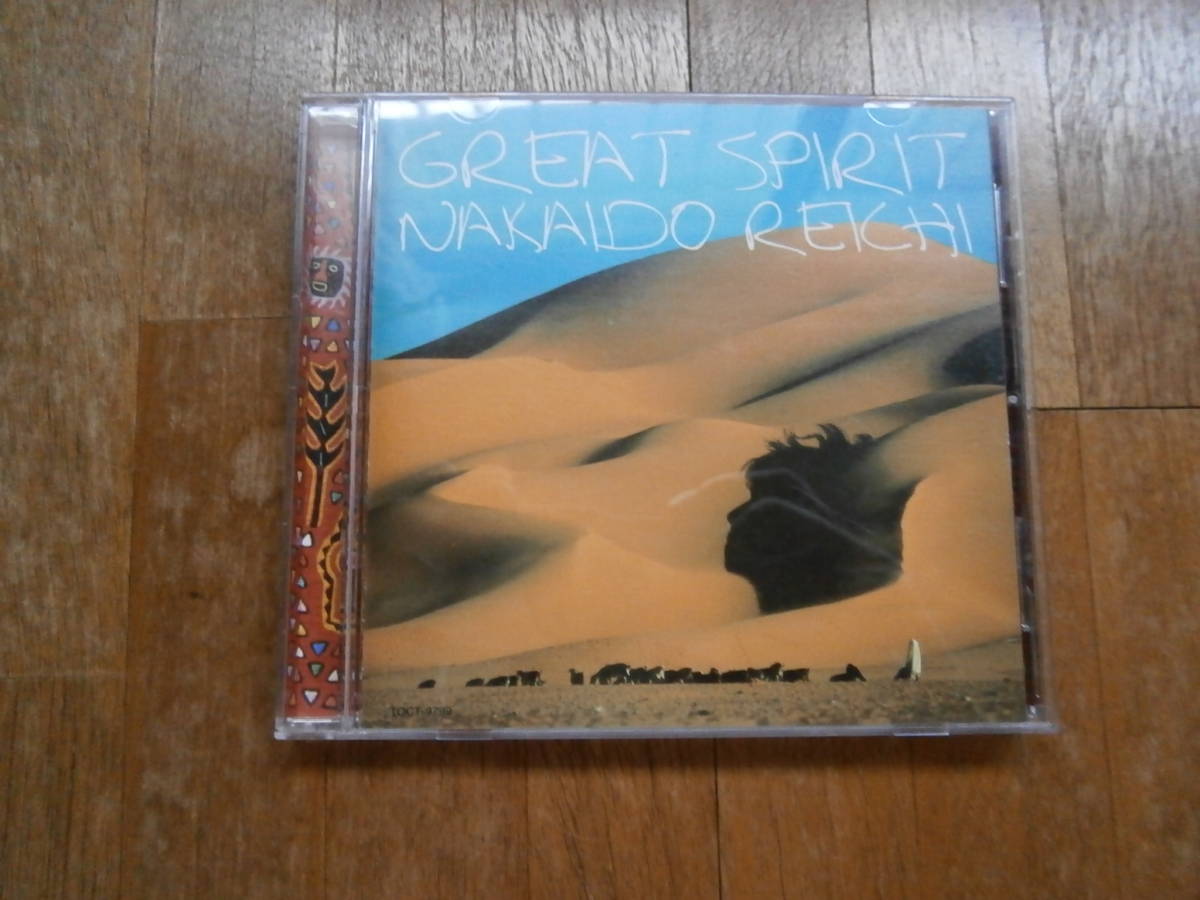 GREAT SPIRIT
NAKAIDO REICHI